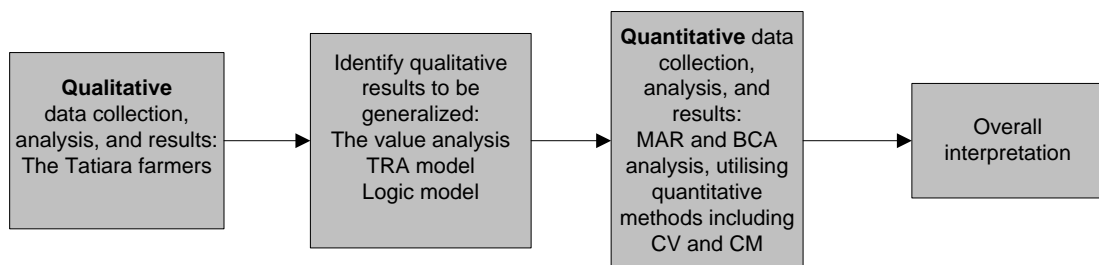 Qualitative
data collection,
analysis, and results:
The Tatiara farmers
Identify qualitative
results to be
generalized:
The value analysis
TRA model
Logic model
Quantitative data
collection,
analysis, and
results:
MAR and BCA
analysis, utilising
quantitative
methods including
CV and CM
Overall
interpretation